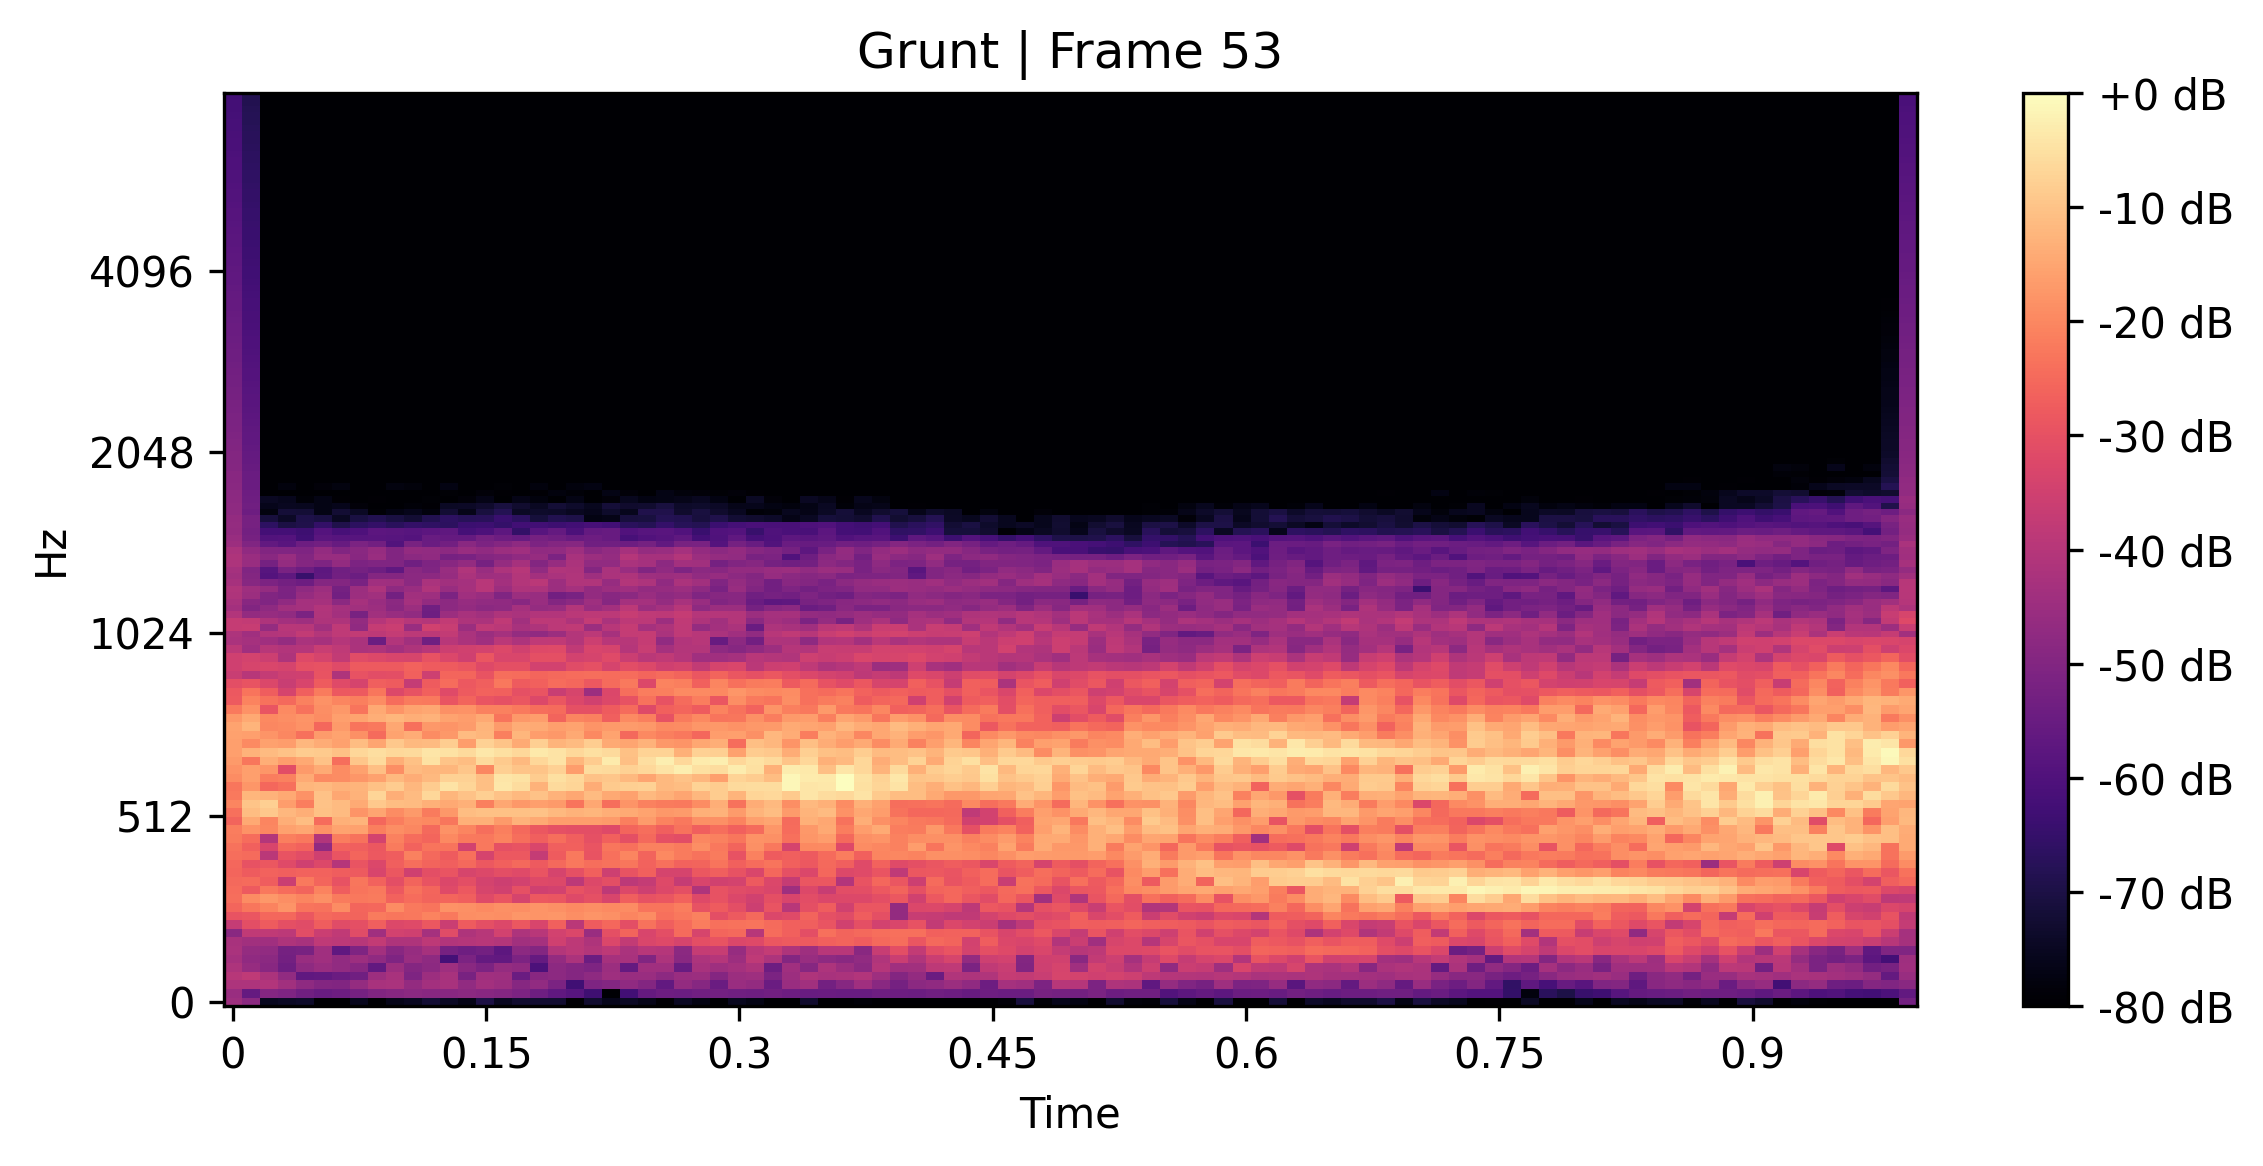 Grunt | Frame 53
+0 dB
-10 dB
-20 dB
-30 dB
-40 dB
-50 dB
-60 dB
-70 dB
-80 dB
Hz
4096
2048
1024
512
0
0 0.15 0.3 0.45 0.6 0.75 0.9
Time